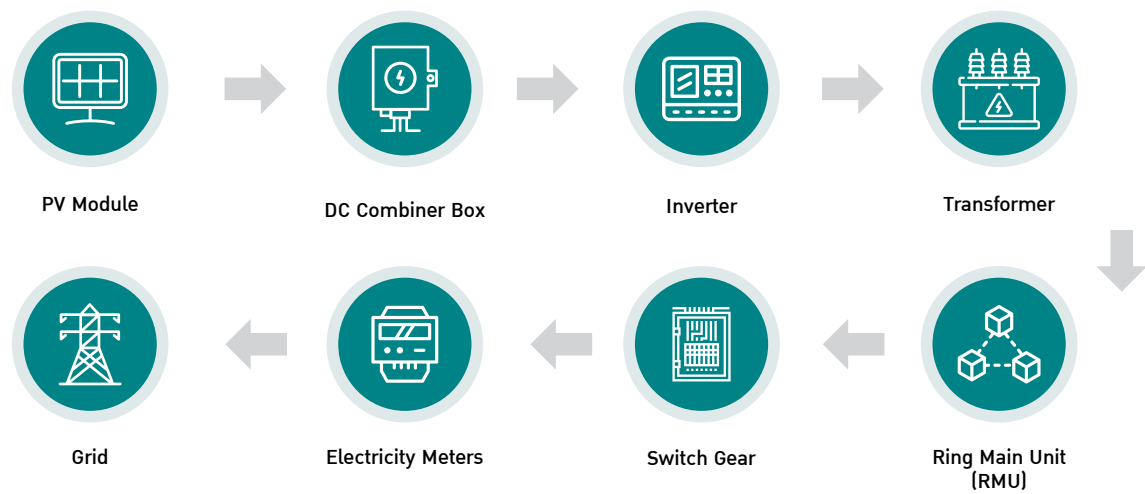 PV Module
DC Combiner Box
Inverter
Transformer
Grid
Electricity Meters
Switch Gear
Ring Main Unit
(RMU)